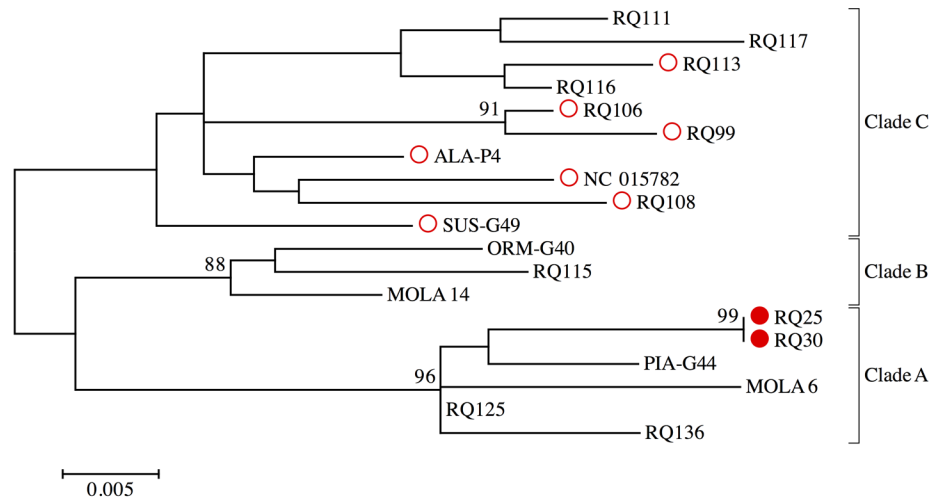 RQ111
RQ117
RQ113
RQ116
91
RQ106
RQ99
Clade C
ALA-P4
NC 015782
RQ108
SUS-G49
ORM-G40
88
RQ115
Clade B
MOLA 14
99
RQ25
RQ30
PIA-G44
Clade A
96
MOLA 6
RQ125
RQ136
0.005